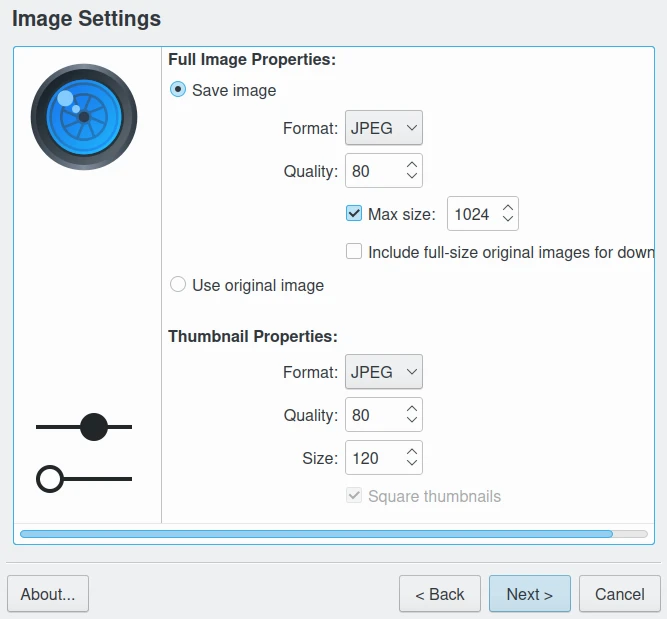 Image Settings
Full Image Properties:
Save image
Format: JPEG
Quality: 80
Max size: 1024
Include full-size original images for down
Use original image
Thumbnail Properties:
Format: JPEG
Quality: 80
Size: 120
Square thumbnails
About... < Back Next > Cancel